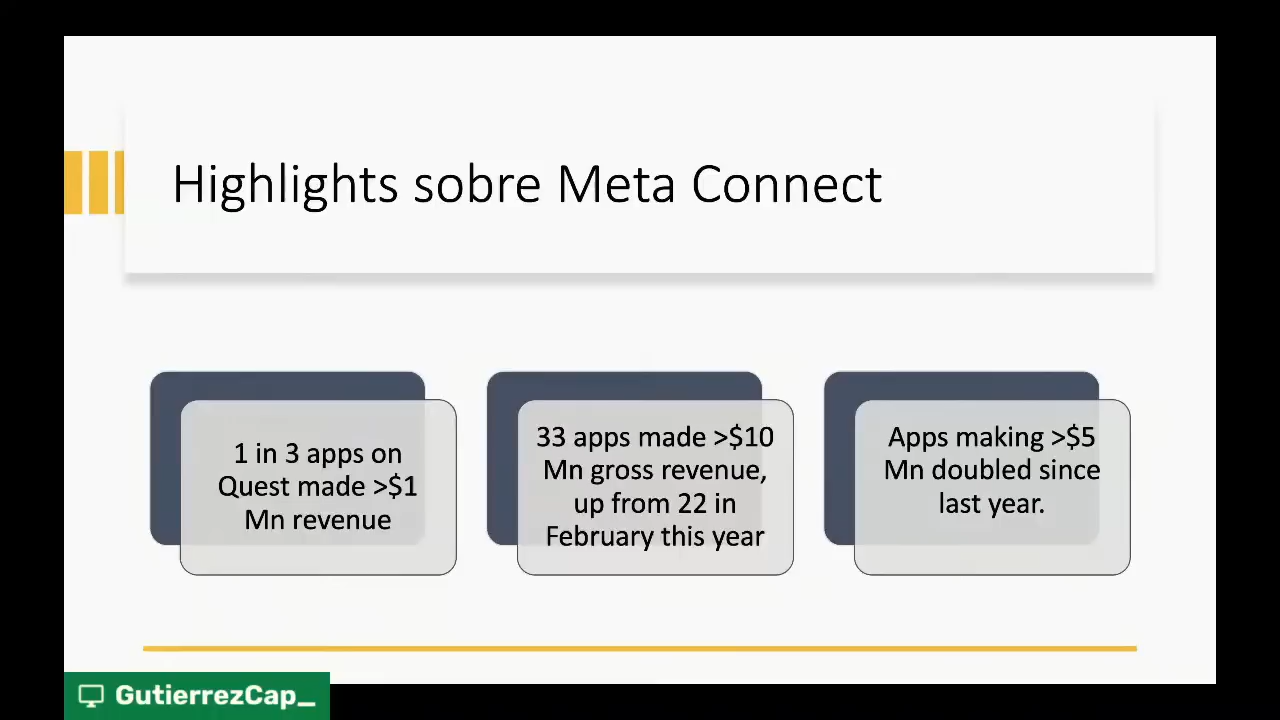 Highlights sobre Meta Connect
1 in 3 apps on
Quest made >$1
Mn revenue
33 apps made >$10
Mn gross revenue,
up from 22 in
February this year
Apps making >$5
Mn doubled since
last year.
GutierrezCap_